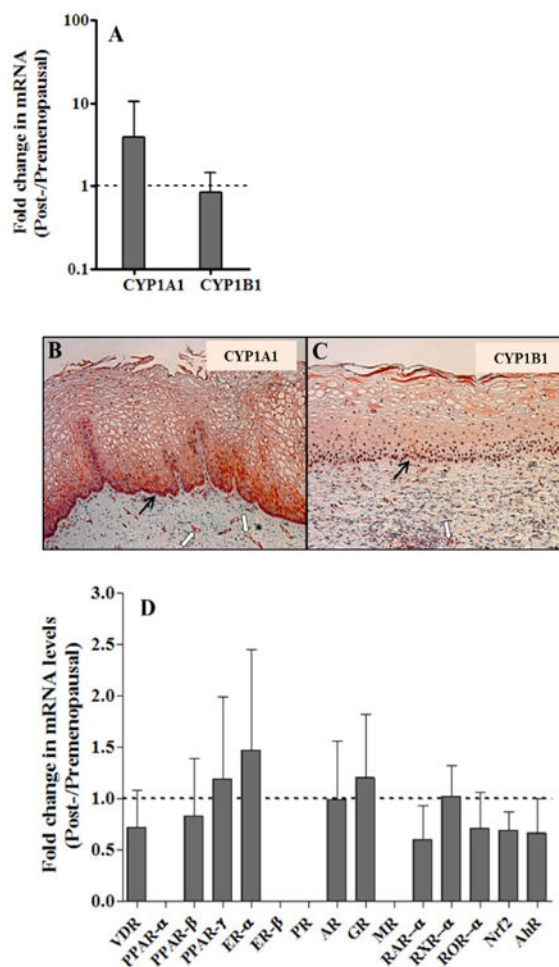 A
Fold change in mRNA
(Post-/Premenopausal)
100
10
1
0.1
CYP1A1 CYP1B1
B
CYP1A1
C
CYP1B1
*
D
Fold change in mRNA levels
(Post-/Premenopausal)
3.0
2.5
2.0
1.5
1.0
0.5
0.0
VDR
PPAR-α
PPAR-β
PPAR-γ
ER-α
ER-β
PR
AR
GR
MR
RAR-α
RXR-α
ROR-α
Nrf2
AhR